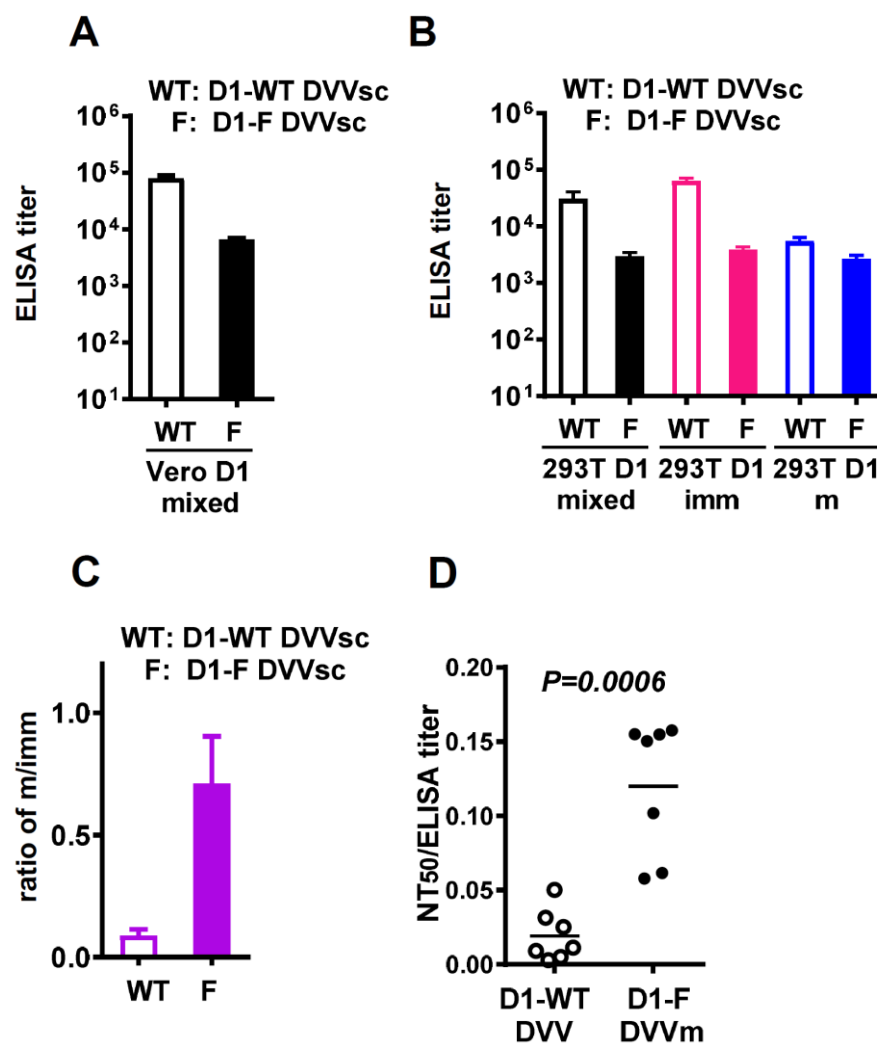 A
WT: D1-WT DVVsc
F: D1-F DVVsc
ELISA titer
10^6
10^5
10^4
10^3
10^2
10^1
WT F
Vero D1
mixed
B
WT: D1-WT DVVsc
F: D1-F DVVsc
ELISA titer
10^6
10^5
10^4
10^3
10^2
10^1
WT F WT F WT F
293T D1 293T D1 293T D1
mixed imm m
C
WT: D1-WT DVVsc
F: D1-F DVVsc
ratio of m/imm
1.0
0.5
0.0
WT F
D
P=0.0006
NT50/ELISA titer
0.20
0.15
0.10
0.05
0.00
D1-WT D1-F
DVV DVVm